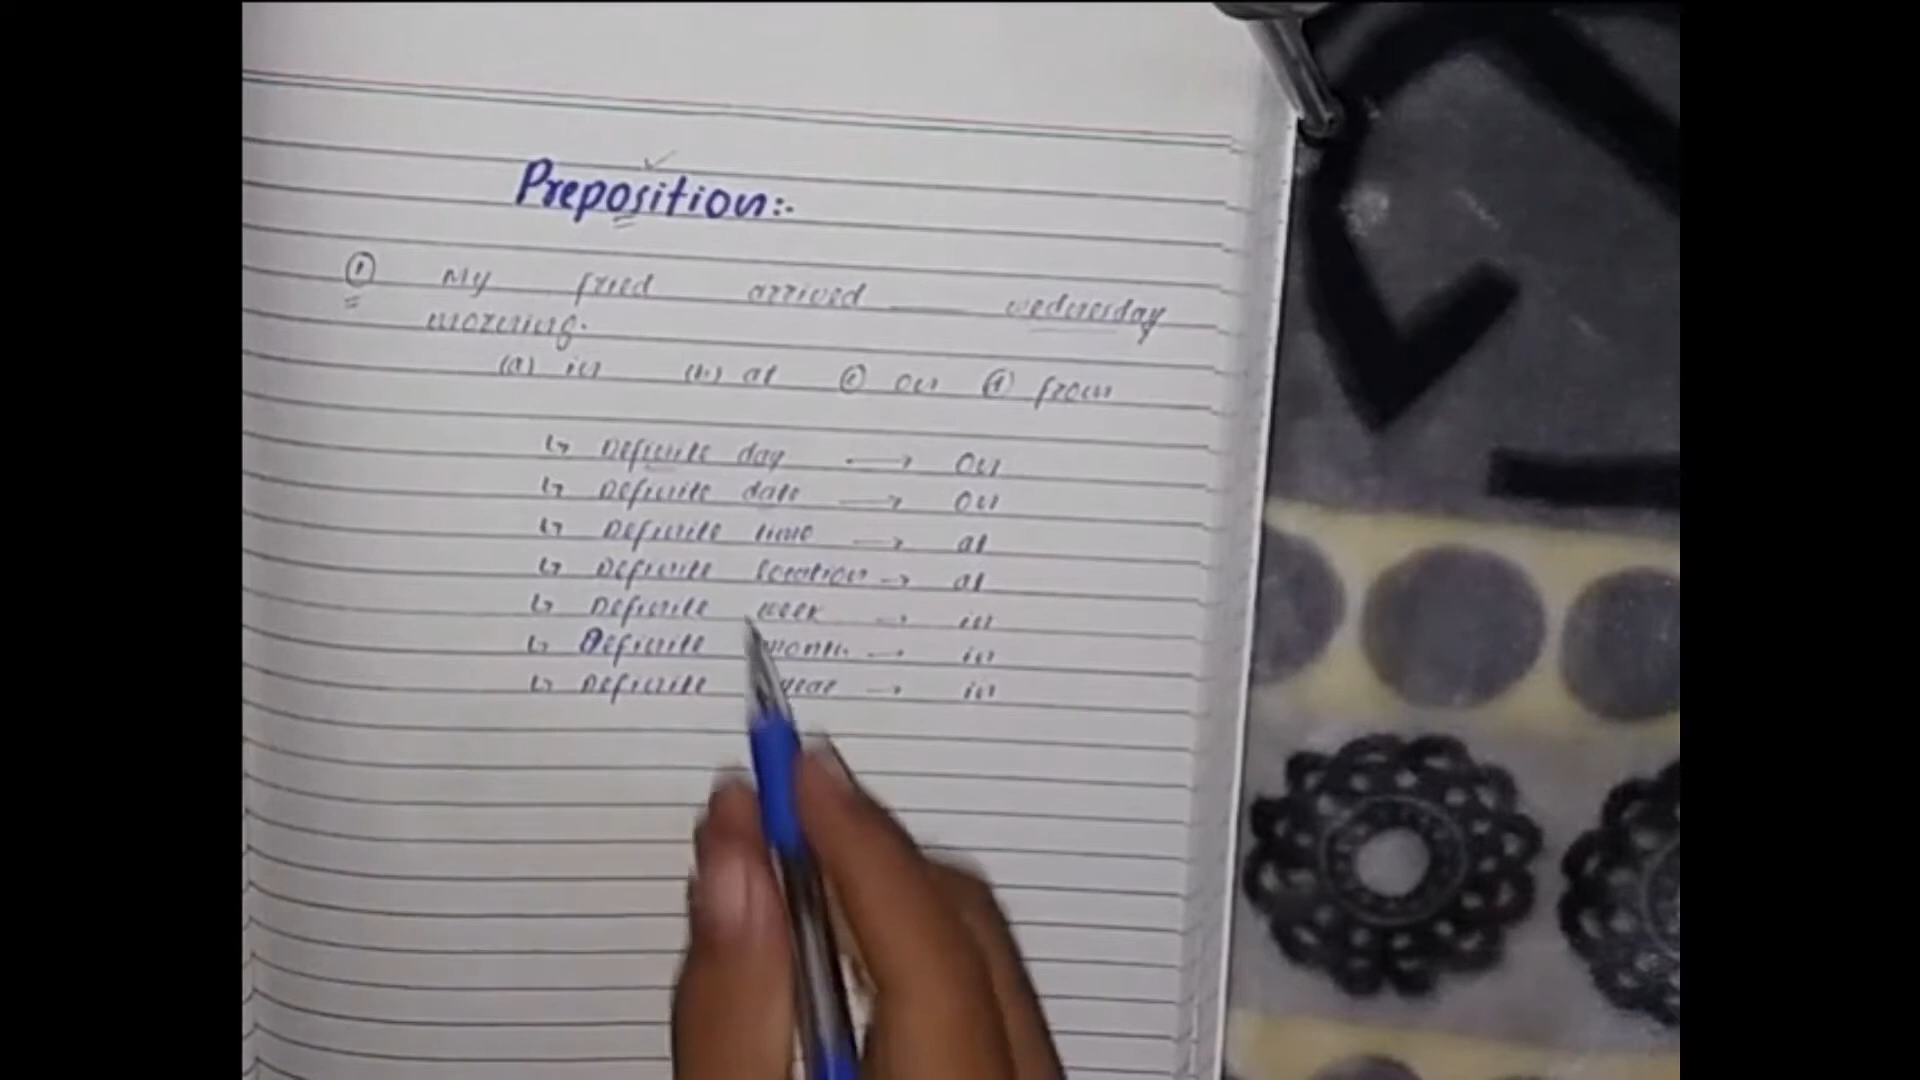 Preposition:-
① My fried arrived ____ wednesday
morning.
(a) in (b) at (c) on (d) from
↳ Definite day → On
↳ Definite date → On
↳ Definite time → at
↳ Definite location → at
↳ Definite week → in
↳ Definite month → in
↳ Definite year → in